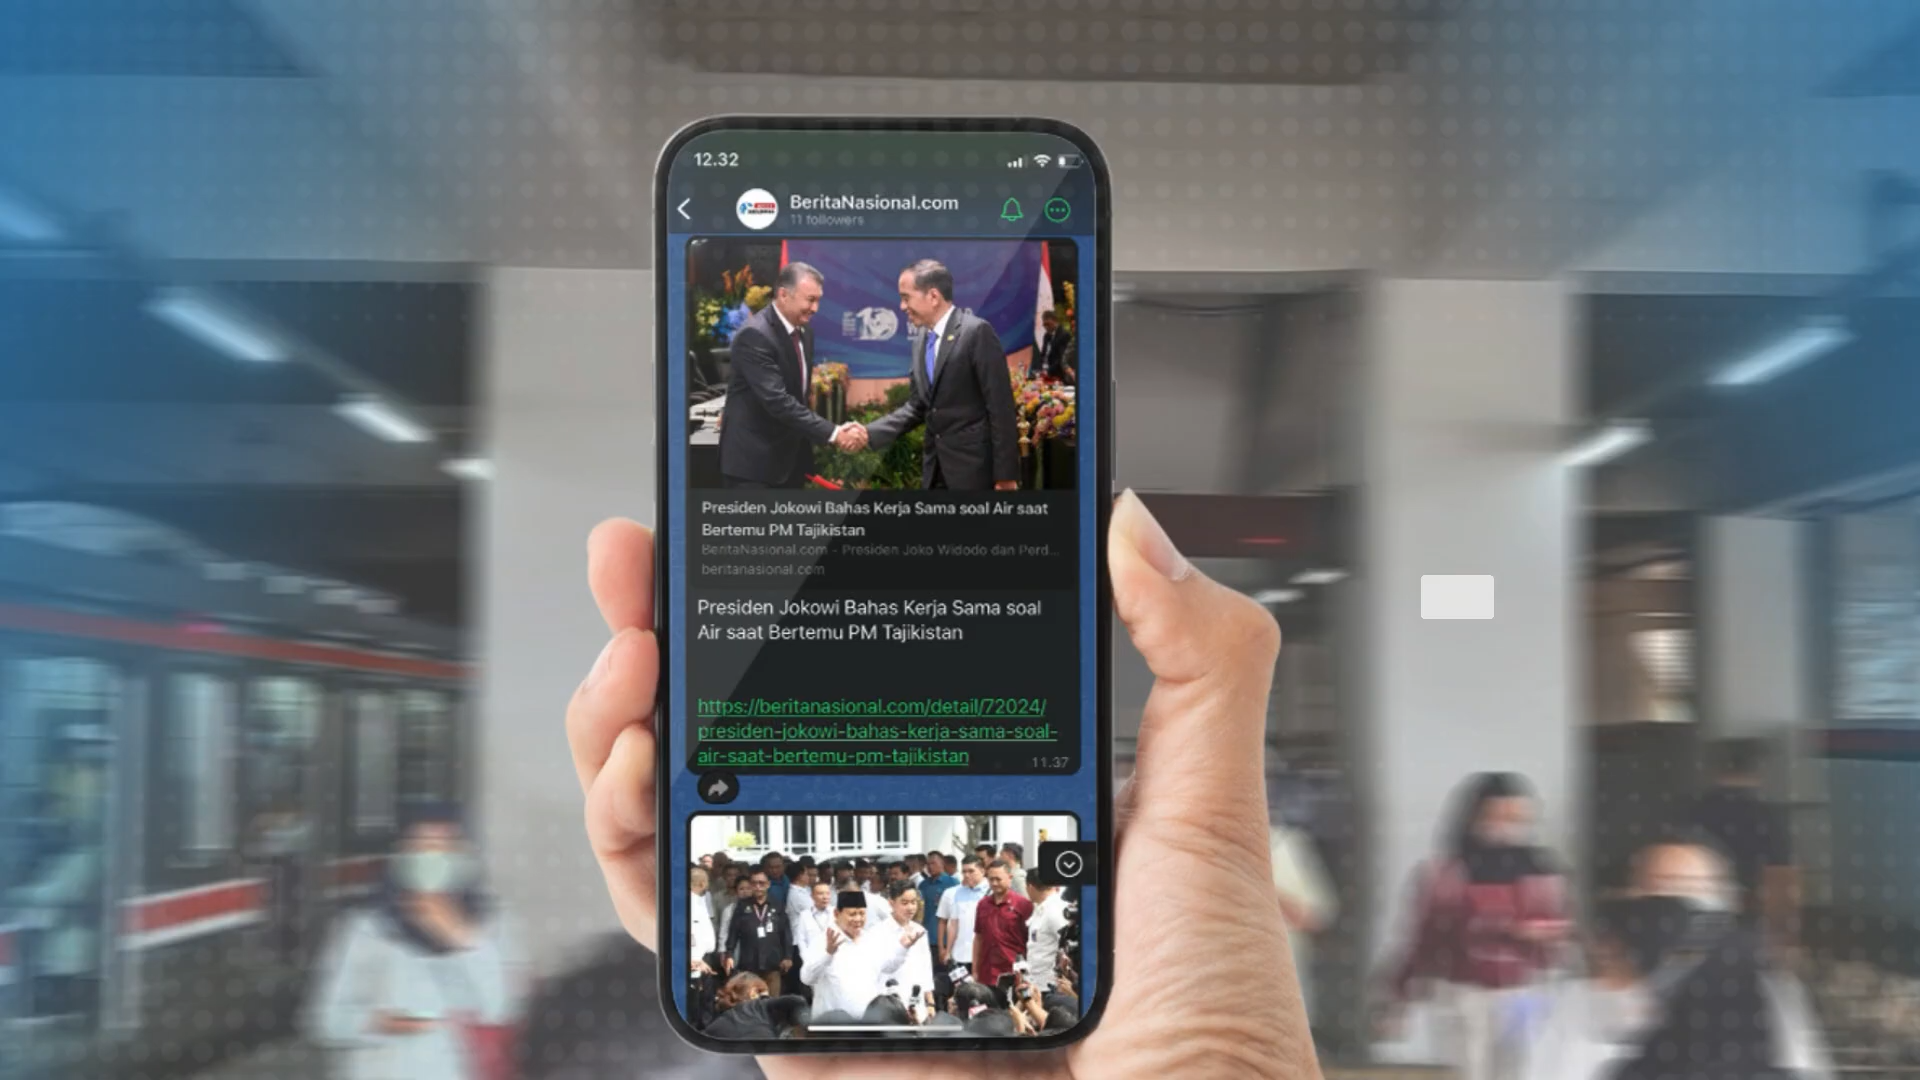 12.32
BeritaNasional.com
11 followers
10
Presiden Jokowi Bahas Kerja Sama soal Air saat
Bertemu PM Tajikistan
BeritaNasional.com - Presiden Joko Widodo dan Perd...
beritanasional.com
Presiden Jokowi Bahas Kerja Sama soal
Air saat Bertemu PM Tajikistan
https://beritanasional.com/detail/72024/
presiden-jokowi-bahas-kerja-sama-soal-
air-saat-bertemu-pm-tajikistan
11.37